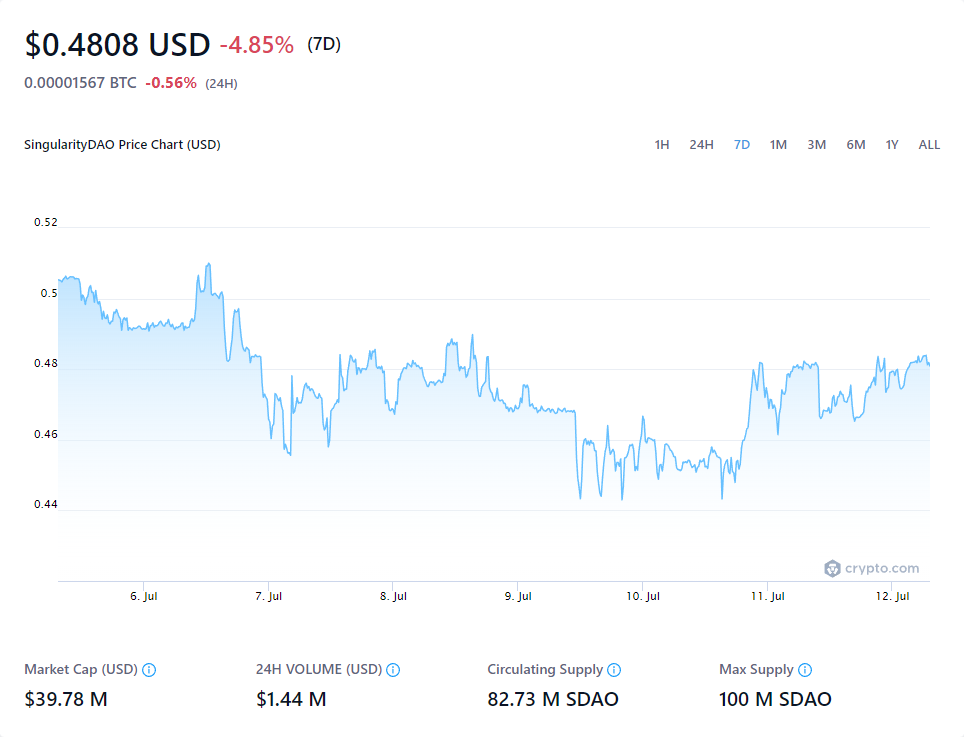 $0.4808 USD -4.85% (7D)
0.00001567 BTC -0.56% (24H)
SingularityDAO Price Chart (USD) 1H 24H 7D 1M 3M 6M 1Y ALL
0.52
0.5
0.48
0.46
0.44
crypto.com
6. Jul 7. Jul 8. Jul 9. Jul 10. Jul 11. Jul 12. Jul
Market Cap (USD) 24H VOLUME (USD) Circulating Supply Max Supply
$39.78 M $1.44 M 82.73 M SDAO 100 M SDAO